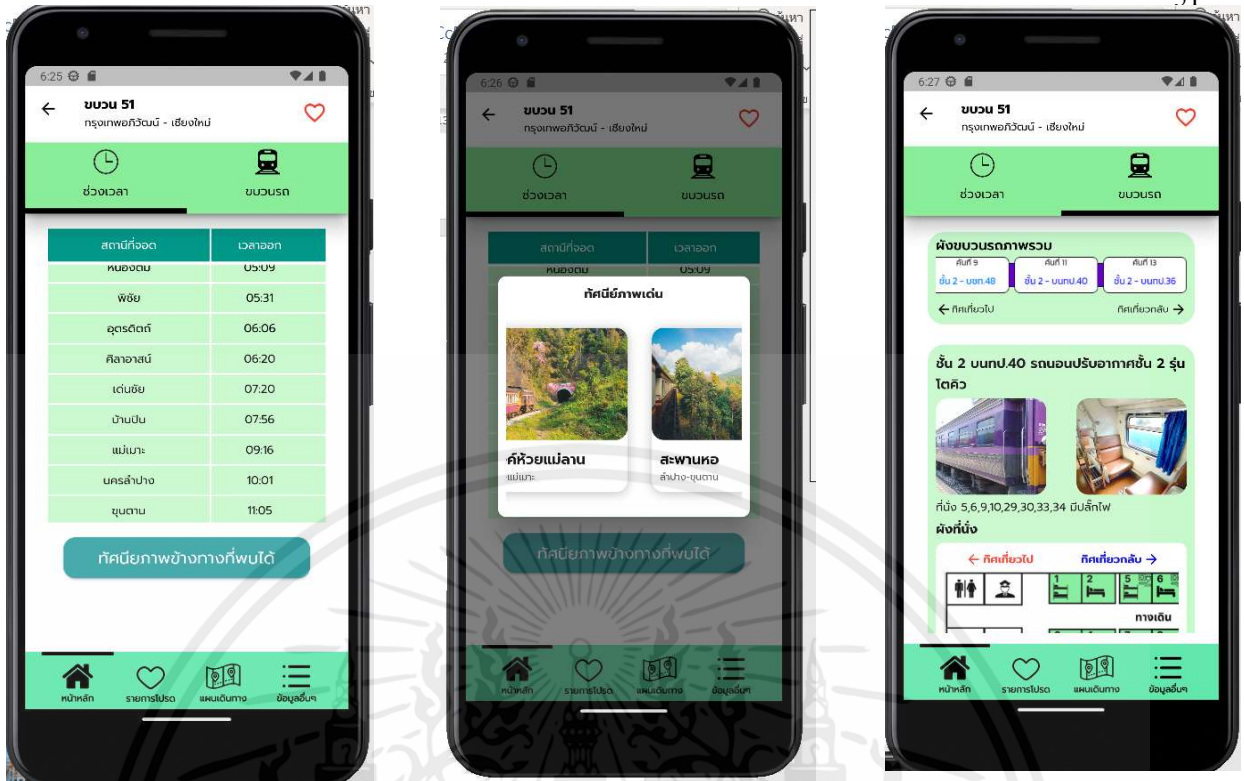 6:25
ขบวน 51
กรุงเทพอภิวัฒน์ - เชียงใหม่
ช่วงเวลา ขบวนรถ
สถานีที่จอด เวลาออก
หนองตม 05:09
พิชัย 05:31
อุตรดิตถ์ 06:06
ศิลาอาสน์ 06:20
เด่นชัย 07:20
บ้านปิน 07:56
แม่เมาะ 09:16
นครลำปาง 10:01
ขุนตาน 11:05
ทัศนียภาพข้างทางที่พบได้
หน้าหลัก รายการโปรด แผนเดินทาง ข้อมูลอื่นๆ
6:26
ขบวน 51
กรุงเทพอภิวัฒน์ - เชียงใหม่
ช่วงเวลา ขบวนรถ
สถานีที่จอด เวลาออก
หนองตม 05:09
ทัศนีย์ภาพเด่น
ค์ห้วยแม่ลาน สะพานหอ
แม่เมาะ ลำปาง-ขุนตาน
ทัศนียภาพข้างทางที่พบได้
หน้าหลัก รายการโปรด แผนเดินทาง ข้อมูลอื่นๆ
6:27
ขบวน 51
กรุงเทพอภิวัฒน์ - เชียงใหม่
ช่วงเวลา ขบวนรถ
ผังขบวนรถภาพรวม
คันที่ 9 คันที่ 11 คันที่ 13
ชั้น 2 - บชท.48 ชั้น 2 - บนทป.40 ชั้น 2 - บนทป.36
← ทิศเที่ยวไป ทิศเที่ยวกลับ →
ชั้น 2 บนทป.40 รถนอนปรับอากาศชั้น 2 รุ่น
โตคิว
ที่นั่ง 5,6,9,10,29,30,33,34 มีปลั๊กไฟ
ผังที่นั่ง
← ทิศเที่ยวไป ทิศเที่ยวกลับ →
1 2 5 6
ทางเดิน
หน้าหลัก รายการโปรด แผนเดินทาง ข้อมูลอื่นๆ